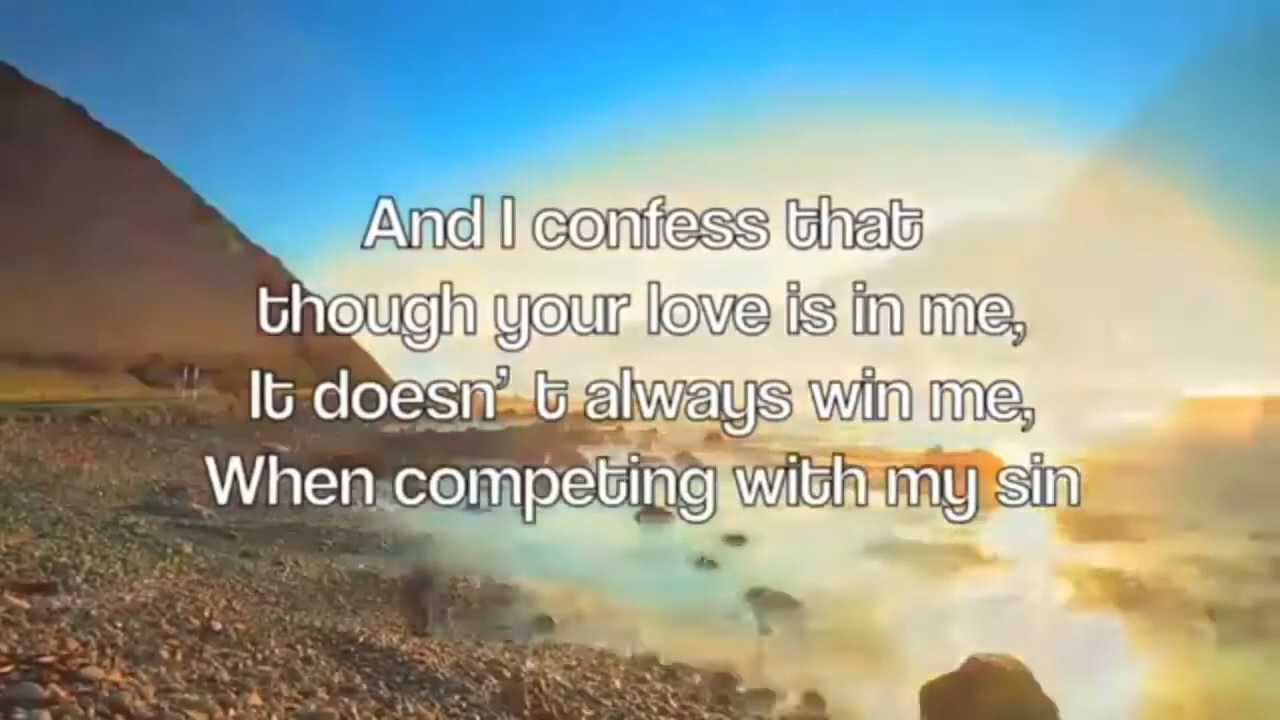 And I confess that
though your love is in me,
It doesn’ t always win me,
When competing with my sin